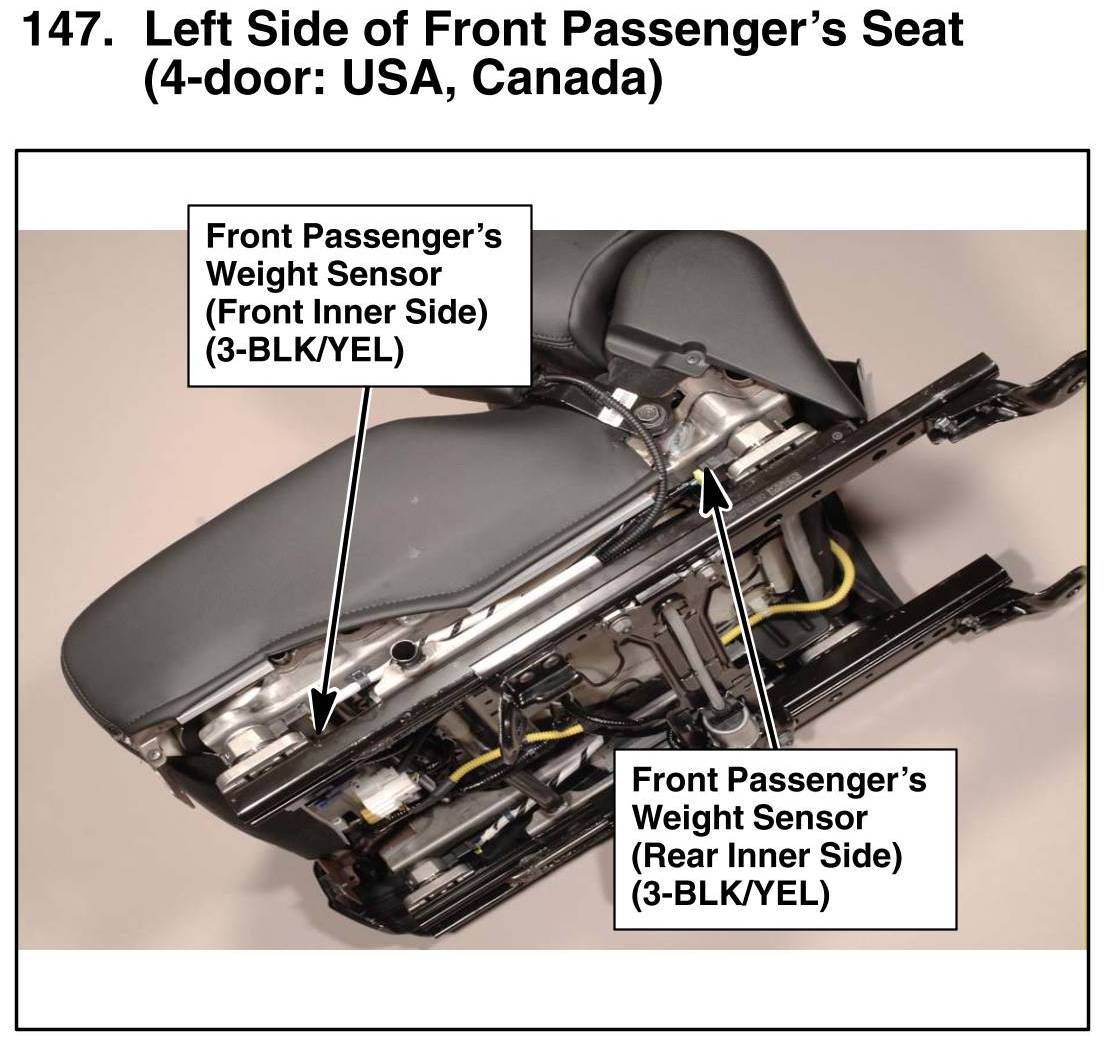 147. Left Side of Front Passenger’s Seat
(4-door: USA, Canada)
Front Passenger’s
Weight Sensor
(Front Inner Side)
(3-BLK/YEL)
Front Passenger’s
Weight Sensor
(Rear Inner Side)
(3-BLK/YEL)